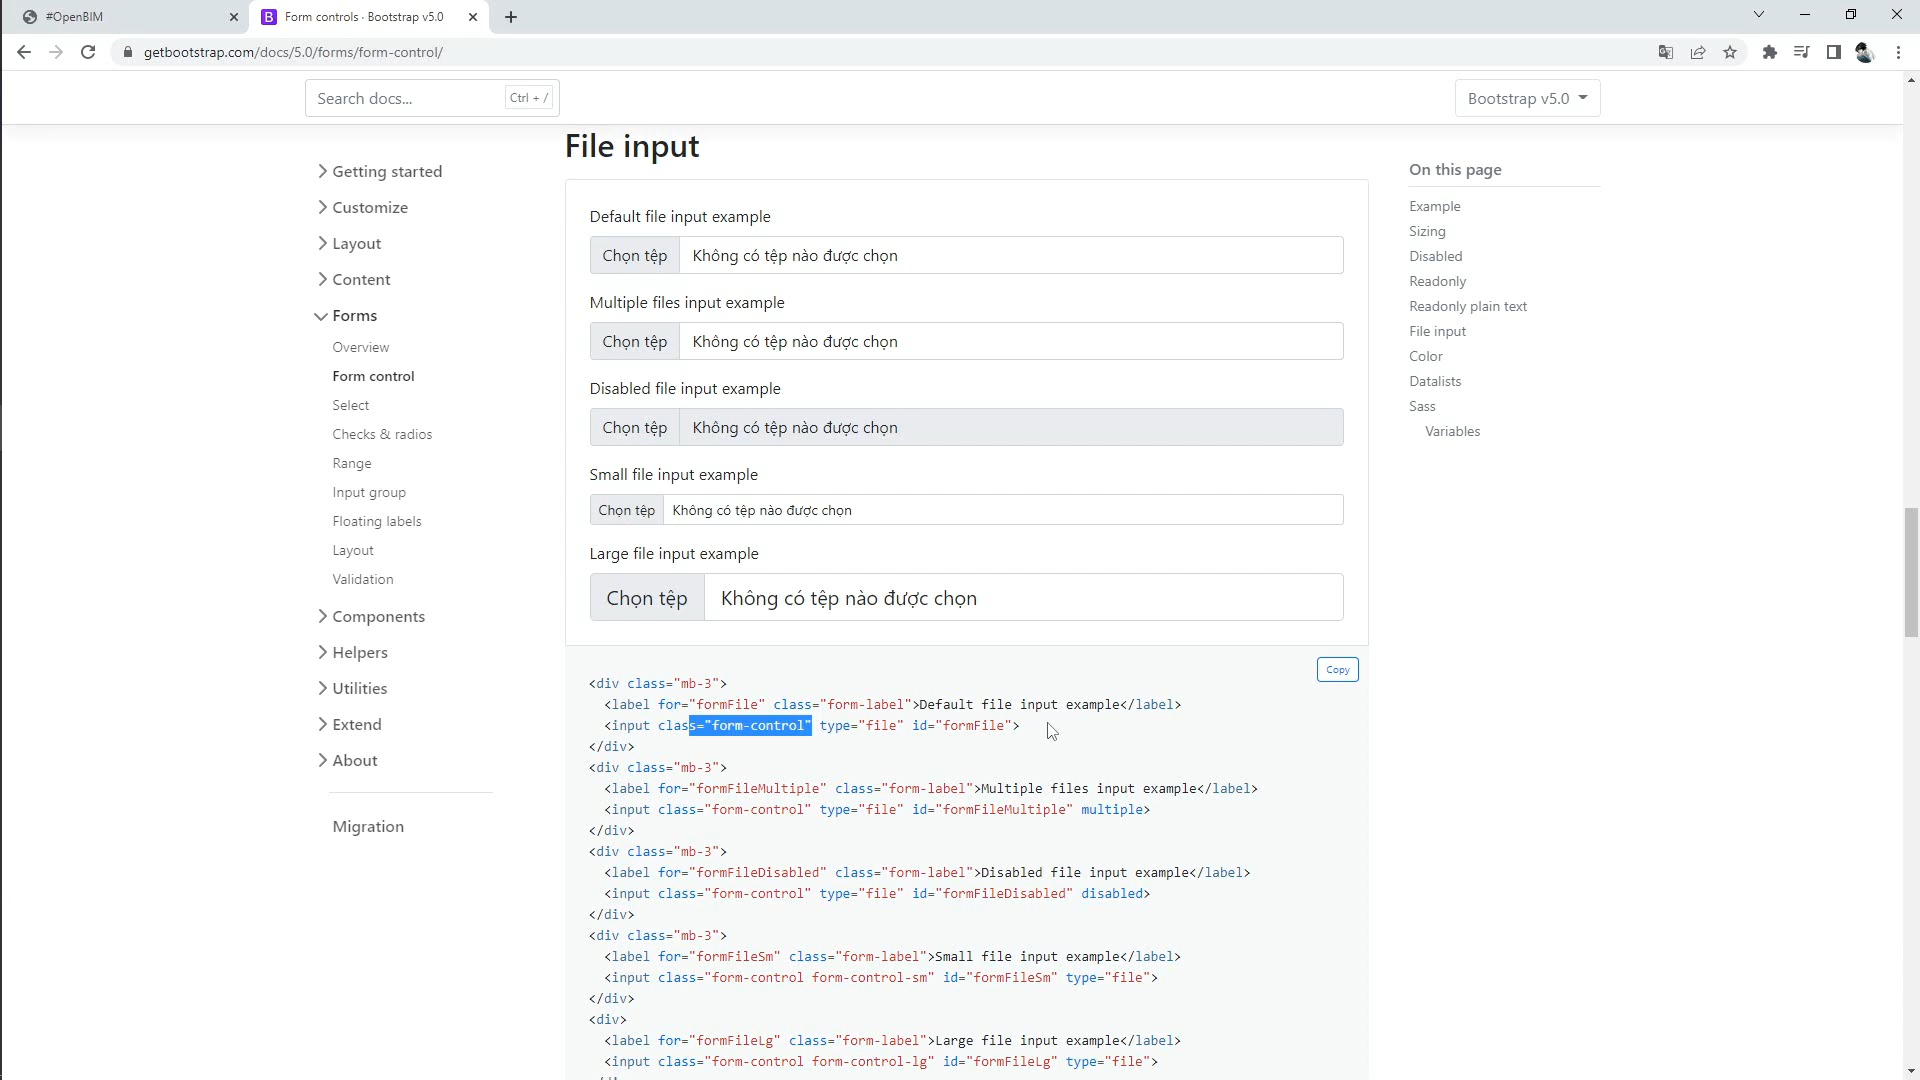 #OpenBIM
Form controls · Bootstrap v5.0
getbootstrap.com/docs/5.0/forms/form-control/
Search docs...
Ctrl + /
Bootstrap v5.0
Getting started
Customize
Layout
Content
Forms
Overview
Form control
Select
Checks & radios
Range
Input group
Floating labels
Layout
Validation
Components
Helpers
Utilities
Extend
About
Migration
File input
Default file input example
Chọn tệp Không có tệp nào được chọn
Multiple files input example
Chọn tệp Không có tệp nào được chọn
Disabled file input example
Chọn tệp Không có tệp nào được chọn
Small file input example
Chọn tệp Không có tệp nào được chọn
Large file input example
Chọn tệp Không có tệp nào được chọn
Copy
<div class="mb-3">
<label for="formFile" class="form-label">Default file input example</label>
<input class="form-control" type="file" id="formFile">
</div>
<div class="mb-3">
<label for="formFileMultiple" class="form-label">Multiple files input example</label>
<input class="form-control" type="file" id="formFileMultiple" multiple>
</div>
<div class="mb-3">
<label for="formFileDisabled" class="form-label">Disabled file input example</label>
<input class="form-control" type="file" id="formFileDisabled" disabled>
</div>
<div class="mb-3">
<label for="formFileSm" class="form-label">Small file input example</label>
<input class="form-control form-control-sm" id="formFileSm" type="file">
</div>
<div>
<label for="formFileLg" class="form-label">Large file input example</label>
<input class="form-control form-control-lg" id="formFileLg" type="file">
On this page
Example
Sizing
Disabled
Readonly
Readonly plain text
File input
Color
Datalists
Sass
Variables